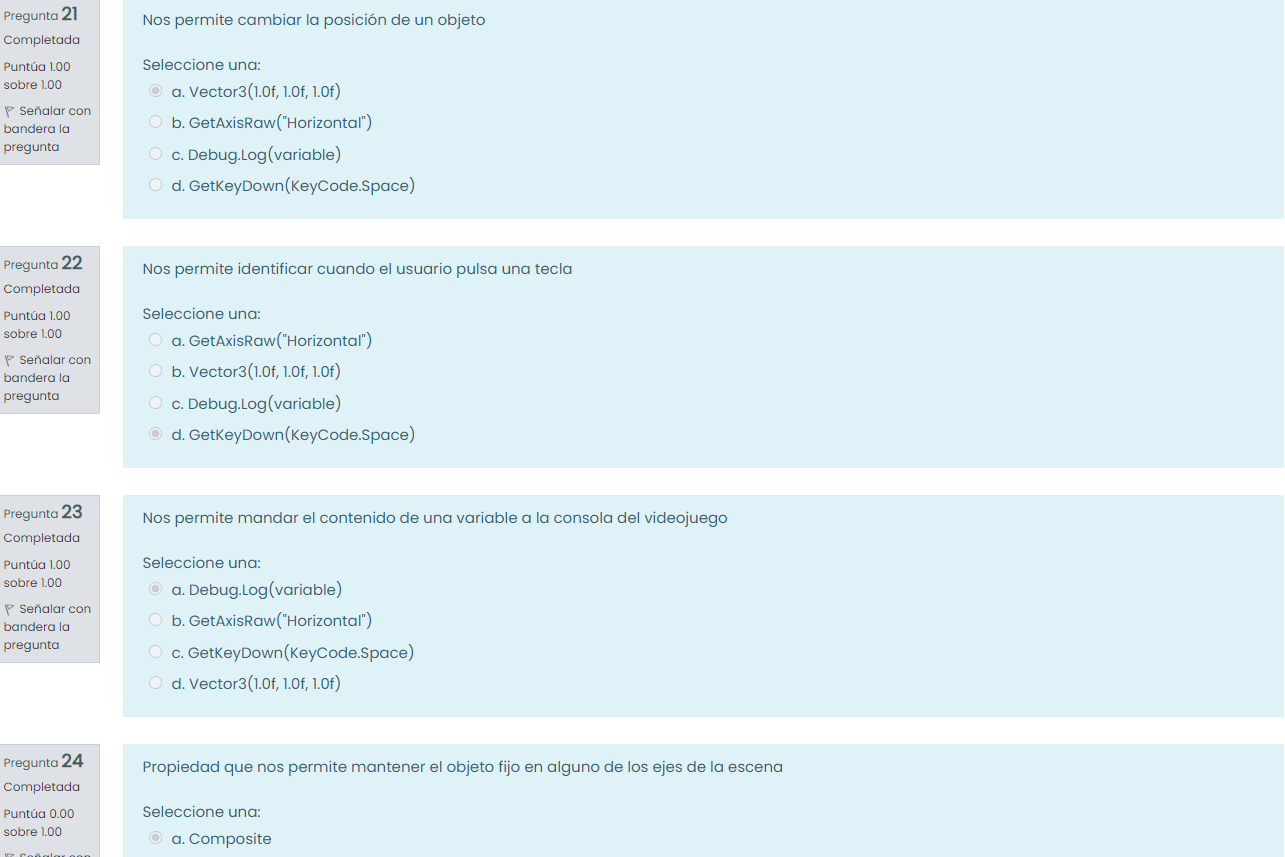 Pregunta 21
Completada
Puntúa 1.00
sobre 1.00
Señalar con
bandera la
pregunta
Nos permite cambiar la posición de un objeto
Seleccione una:
a. Vector3(1.0f, 1.0f, 1.0f)
b. GetAxisRaw("Horizontal")
c. Debug.Log(variable)
d. GetKeyDown(KeyCode.Space)
Pregunta 22
Completada
Puntúa 1.00
sobre 1.00
Señalar con
bandera la
pregunta
Nos permite identificar cuando el usuario pulsa una tecla
Seleccione una:
a. GetAxisRaw("Horizontal")
b. Vector3(1.0f, 1.0f, 1.0f)
c. Debug.Log(variable)
d. GetKeyDown(KeyCode.Space)
Pregunta 23
Completada
Puntúa 1.00
sobre 1.00
Señalar con
bandera la
pregunta
Nos permite mandar el contenido de una variable a la consola del videojuego
Seleccione una:
a. Debug.Log(variable)
b. GetAxisRaw("Horizontal")
c. GetKeyDown(KeyCode.Space)
d. Vector3(1.0f, 1.0f, 1.0f)
Pregunta 24
Completada
Puntúa 0.00
sobre 1.00
Señalar con
Propiedad que nos permite mantener el objeto fijo en alguno de los ejes de la escena
Seleccione una:
a. Composite